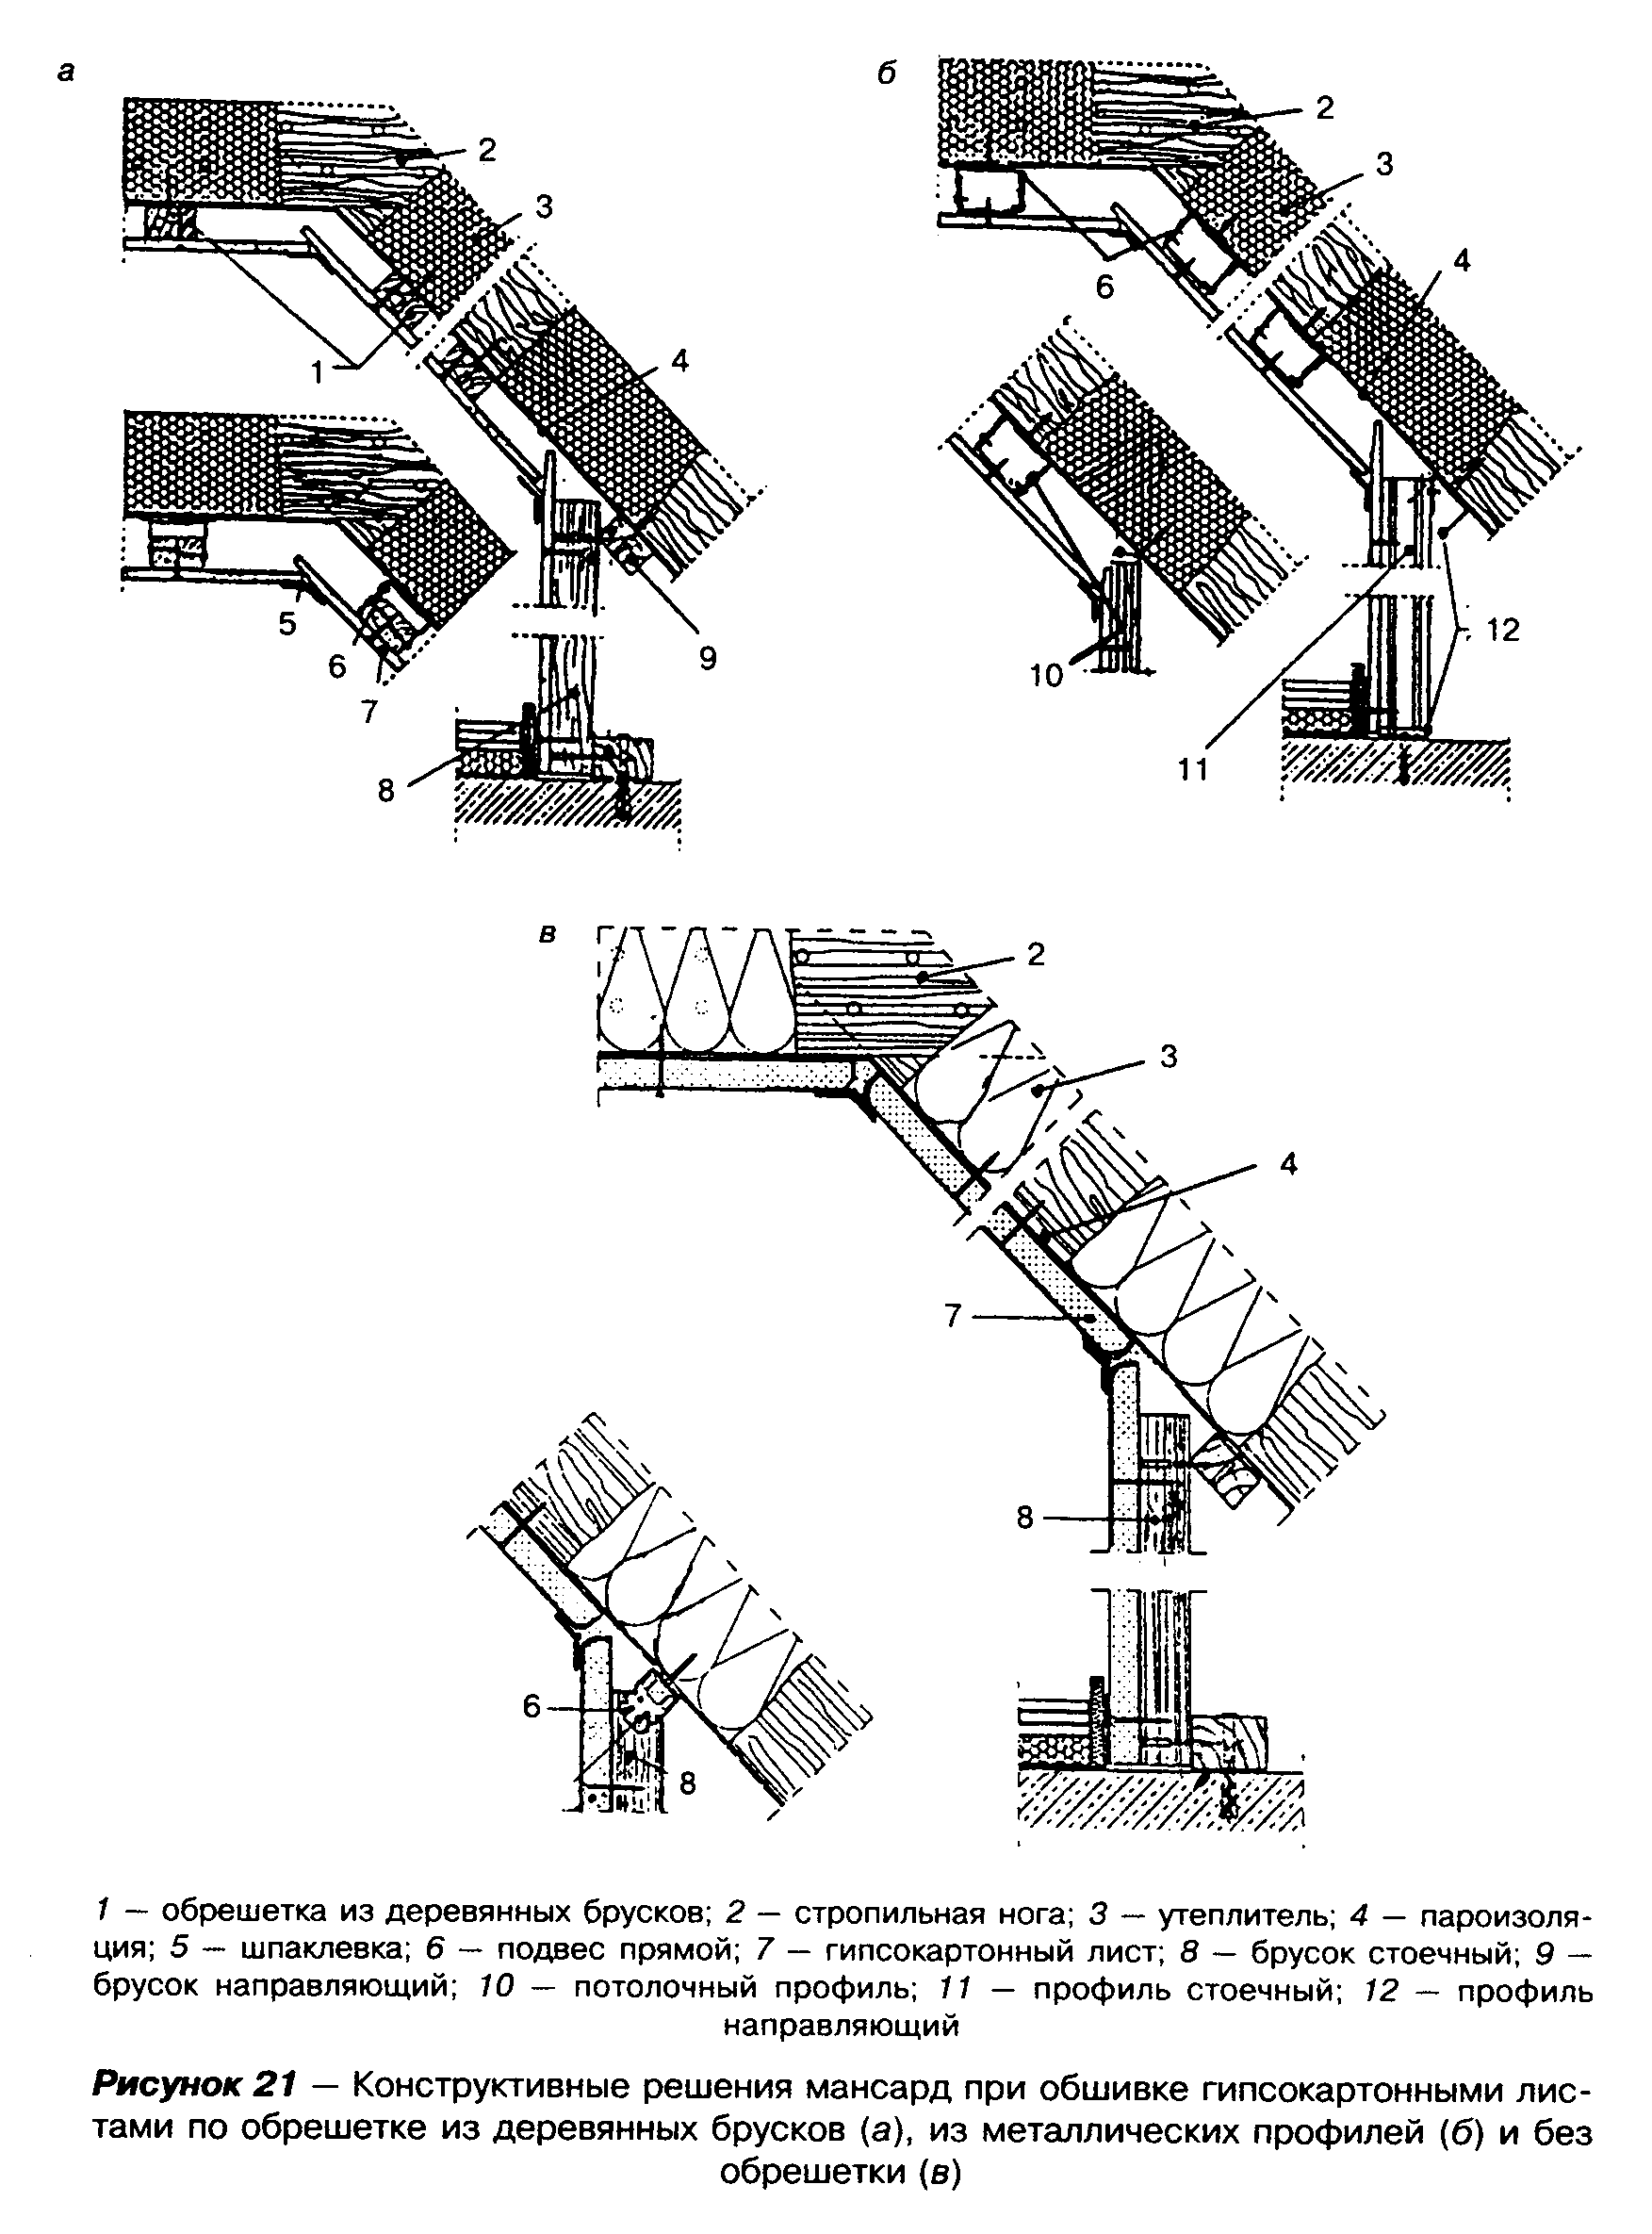 а
б
2
2
3
3
4
6
1
4
5
6
7
9
8
10
11
12
в
2
3
4
7
8
6
8
1 — обрешетка из деревянных брусков; 2 — стропильная нога; 3 — утеплитель; 4 — пароизоля-
ция; 5 — шпаклевка; 6 — подвес прямой; 7 — гипсокартонный лист; 8 — брусок стоечный; 9 —
брусок направляющий; 10 — потолочный профиль; 11 — профиль стоечный; 12 — профиль
направляющий
Рисунок 21 — Конструктивные решения мансард при обшивке гипсокартонными лис-
тами по обрешетке из деревянных брусков (а), из металлических профилей (б) и без
обрешетки (в)